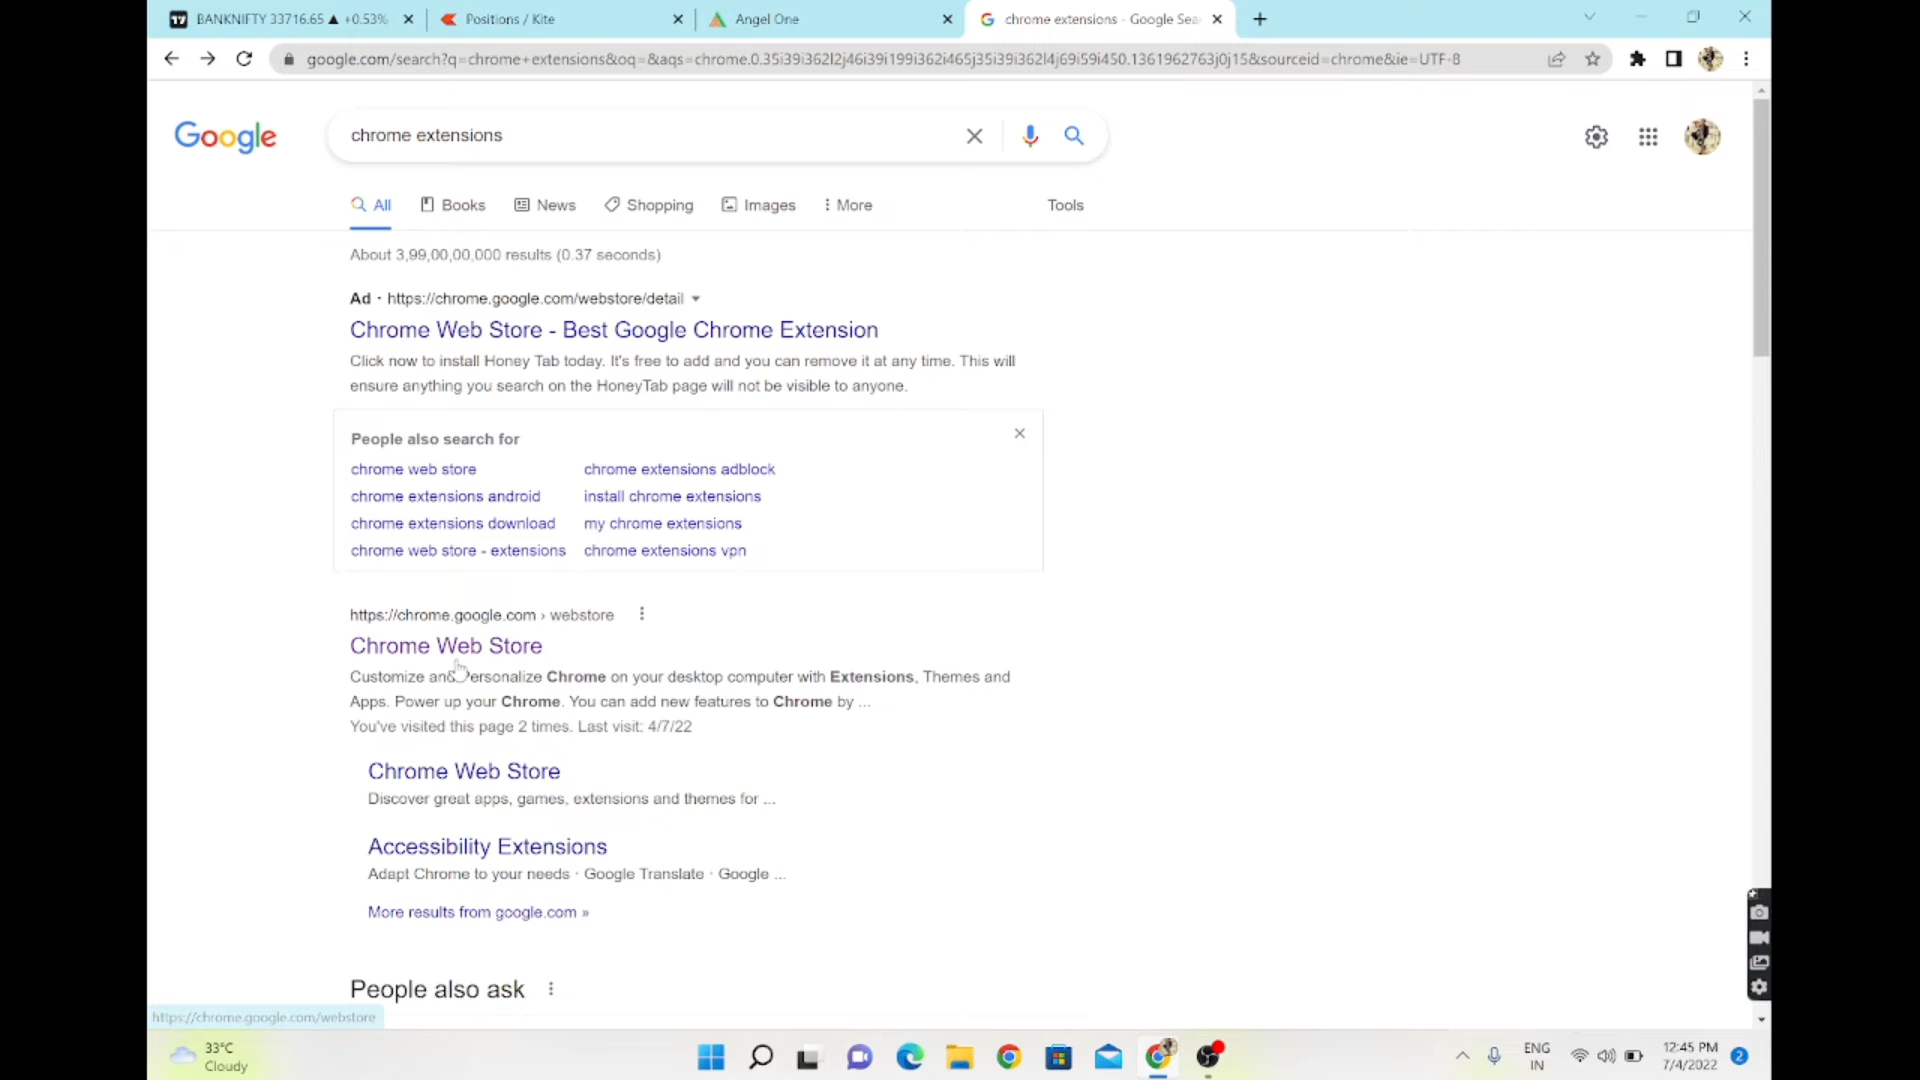 BANKNIFTY 33716.65 ▲ +0.53%
Positions / Kite
Angel One
chrome extensions - Google Sea
google.com/search?q=chrome+extensions&oq=&aqs=chrome.0.35i39i362l2j46i39i199i362i465j35i39i362l4j69i59i450.1361962763j0j15&sourceid=chrome&ie=UTF-8
Google
chrome extensions
All Books News Shopping Images More Tools
About 3,99,00,00,000 results (0.37 seconds)
Ad · https://chrome.google.com/webstore/detail
Chrome Web Store - Best Google Chrome Extension
Click now to install Honey Tab today. It's free to add and you can remove it at any time. This will
ensure anything you search on the HoneyTab page will not be visible to anyone.
People also search for
chrome web store chrome extensions adblock
chrome extensions android install chrome extensions
chrome extensions download my chrome extensions
chrome web store - extensions chrome extensions vpn
https://chrome.google.com › webstore
Chrome Web Store
Customize and Personalize Chrome on your desktop computer with Extensions, Themes and
Apps. Power up your Chrome. You can add new features to Chrome by ...
You've visited this page 2 times. Last visit: 4/7/22
Chrome Web Store
Discover great apps, games, extensions and themes for ...
Accessibility Extensions
Adapt Chrome to your needs · Google Translate · Google ...
More results from google.com »
People also ask
https://chrome.google.com/webstore
33°C
Cloudy
ENG
IN
12:45 PM
7/4/2022
2